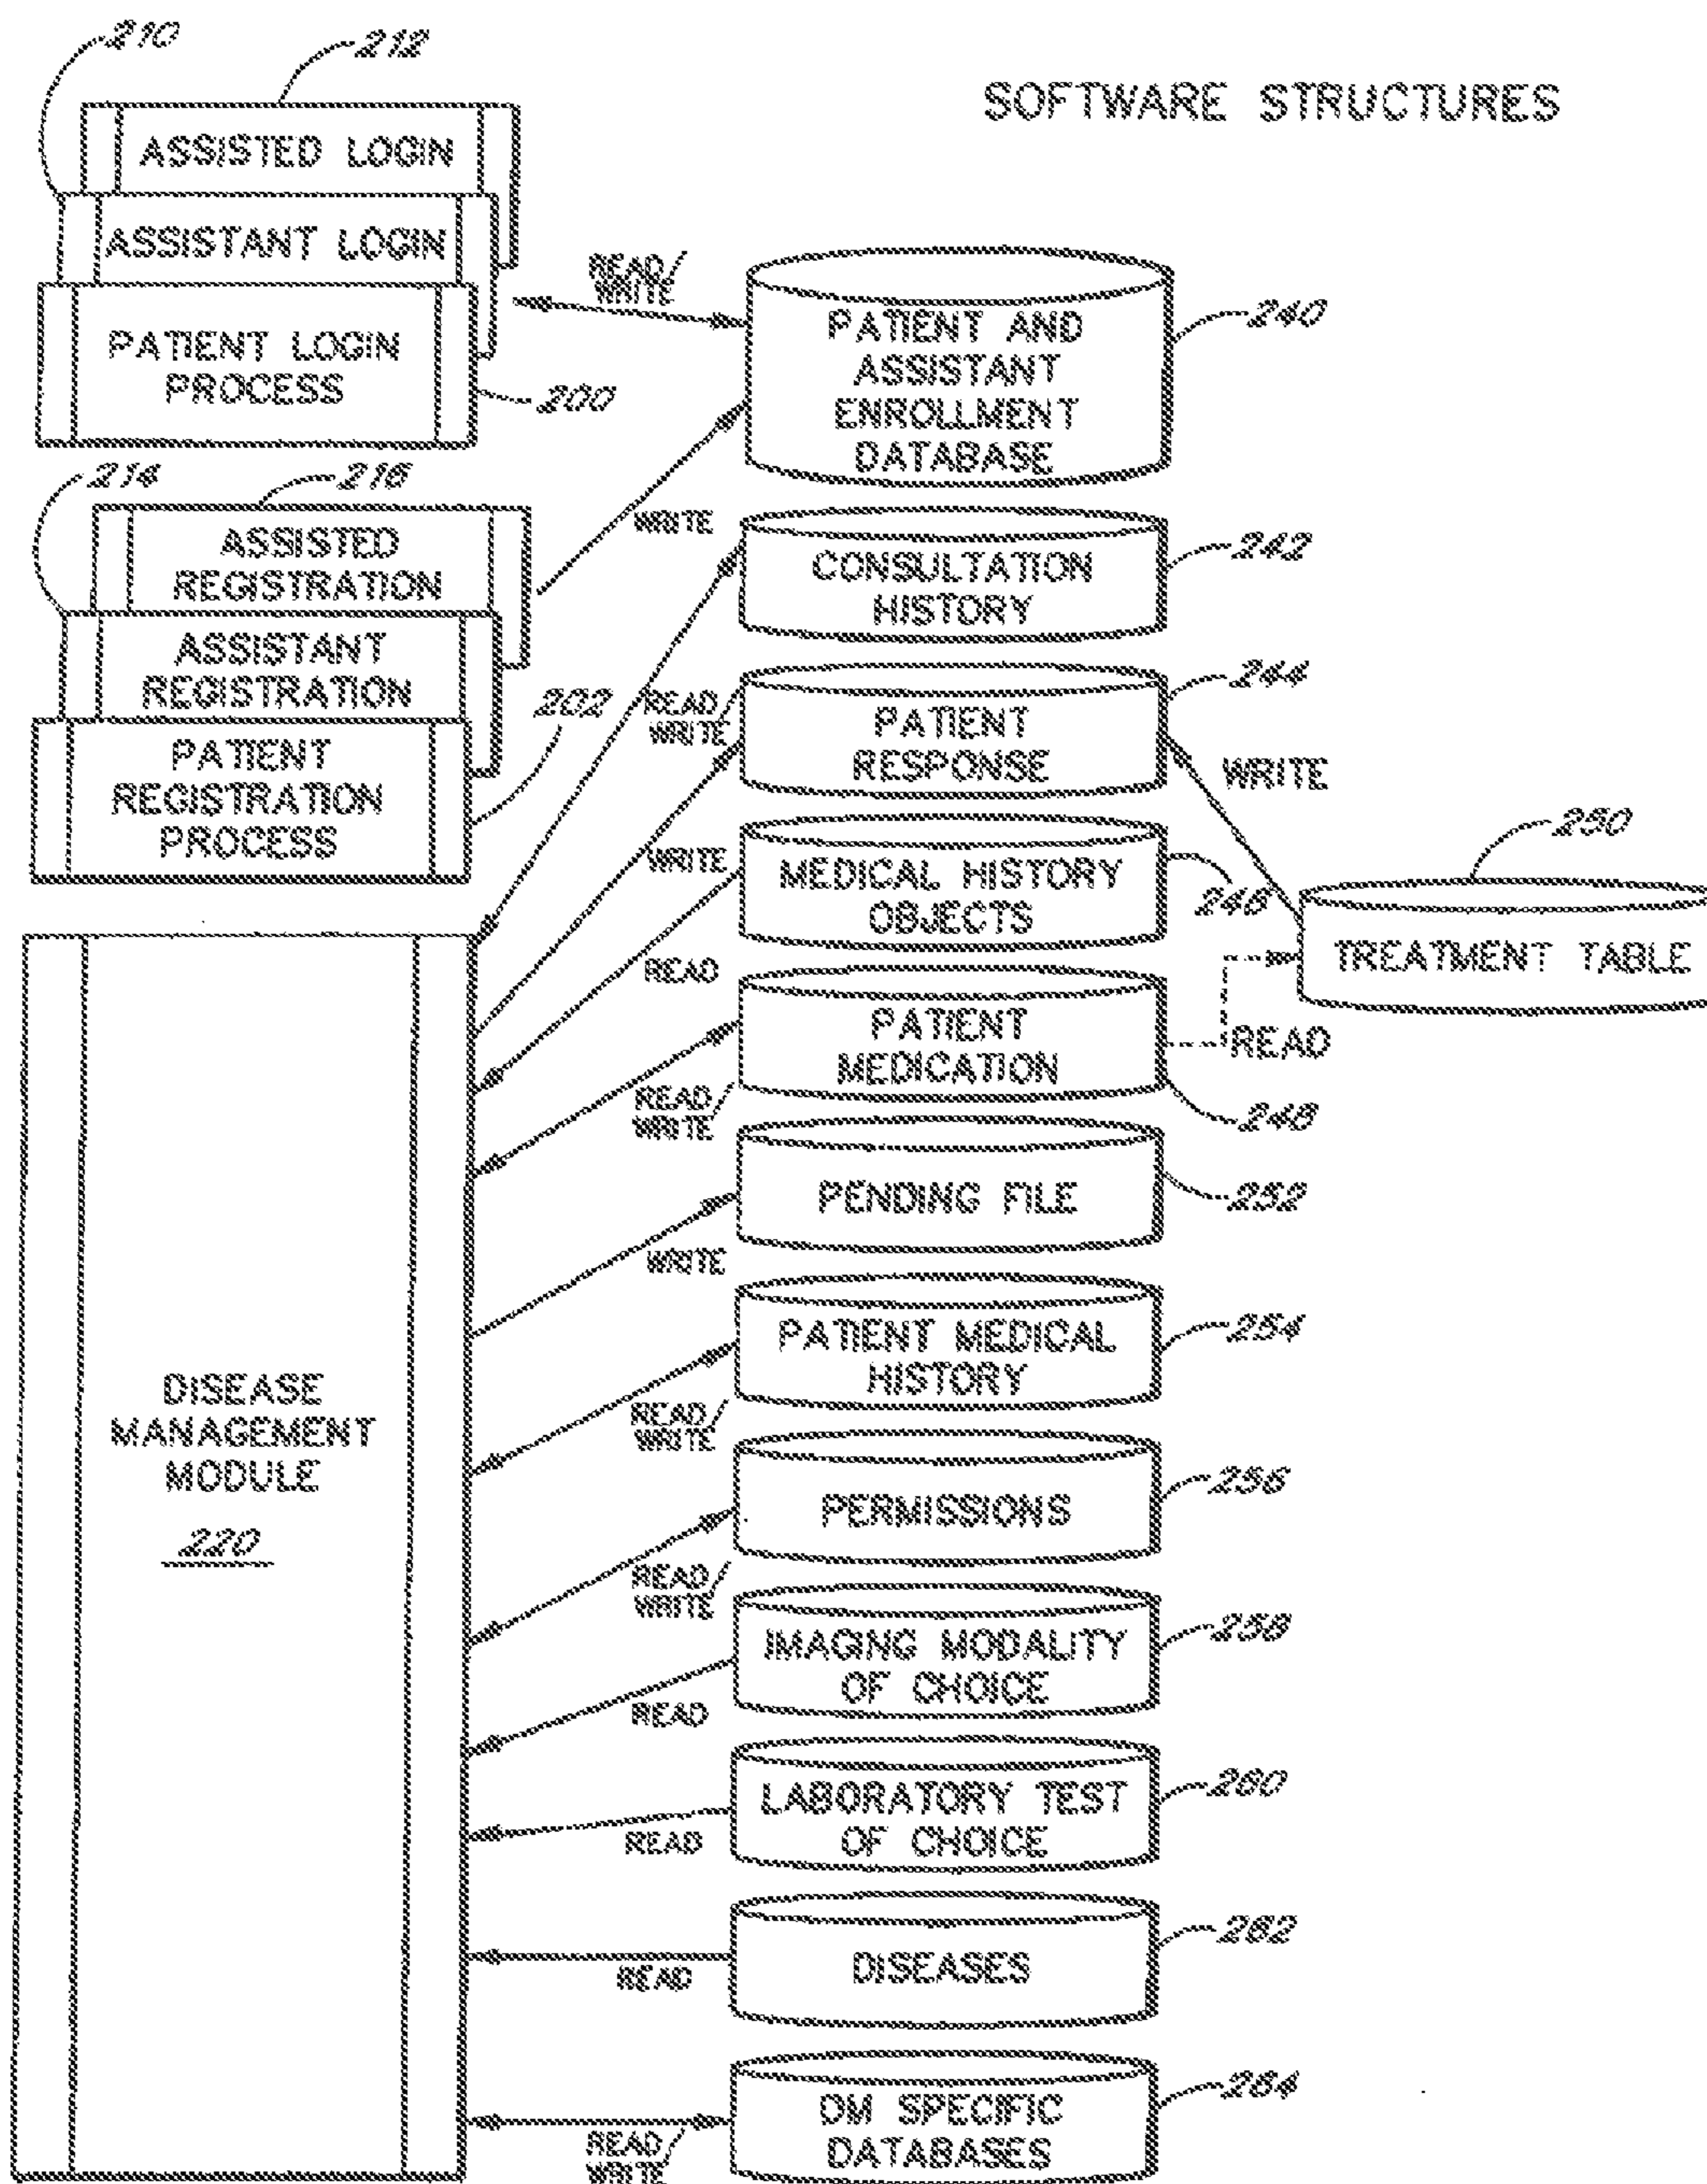 SOFTWARE STRUCTURES
210
212
ASSISTED LOGIN
ASSISTANT LOGIN
PATIENT LOGIN
PROCESS
200
READ/
WRITE
PATIENT AND
ASSISTANT
ENROLLMENT
DATABASE
240
214
216
ASSISTED
REGISTRATION
ASSISTANT
REGISTRATION
PATIENT
REGISTRATION
PROCESS
202
WRITE
CONSULTATION
HISTORY
242
READ/
WRITE
PATIENT
RESPONSE
244
WRITE
WRITE
MEDICAL HISTORY
OBJECTS
246
250
TREATMENT TABLE
READ
PATIENT
MEDICATION
READ
248
READ/
WRITE
PENDING FILE
252
WRITE
DISEASE
MANAGEMENT
MODULE
220
PATIENT MEDICAL
HISTORY
254
READ/
WRITE
PERMISSIONS
256
READ/
WRITE
IMAGING MODALITY
OF CHOICE
258
READ
LABORATORY TEST
OF CHOICE
260
READ
DISEASES
262
READ
DM SPECIFIC
DATABASES
264
READ/
WRITE